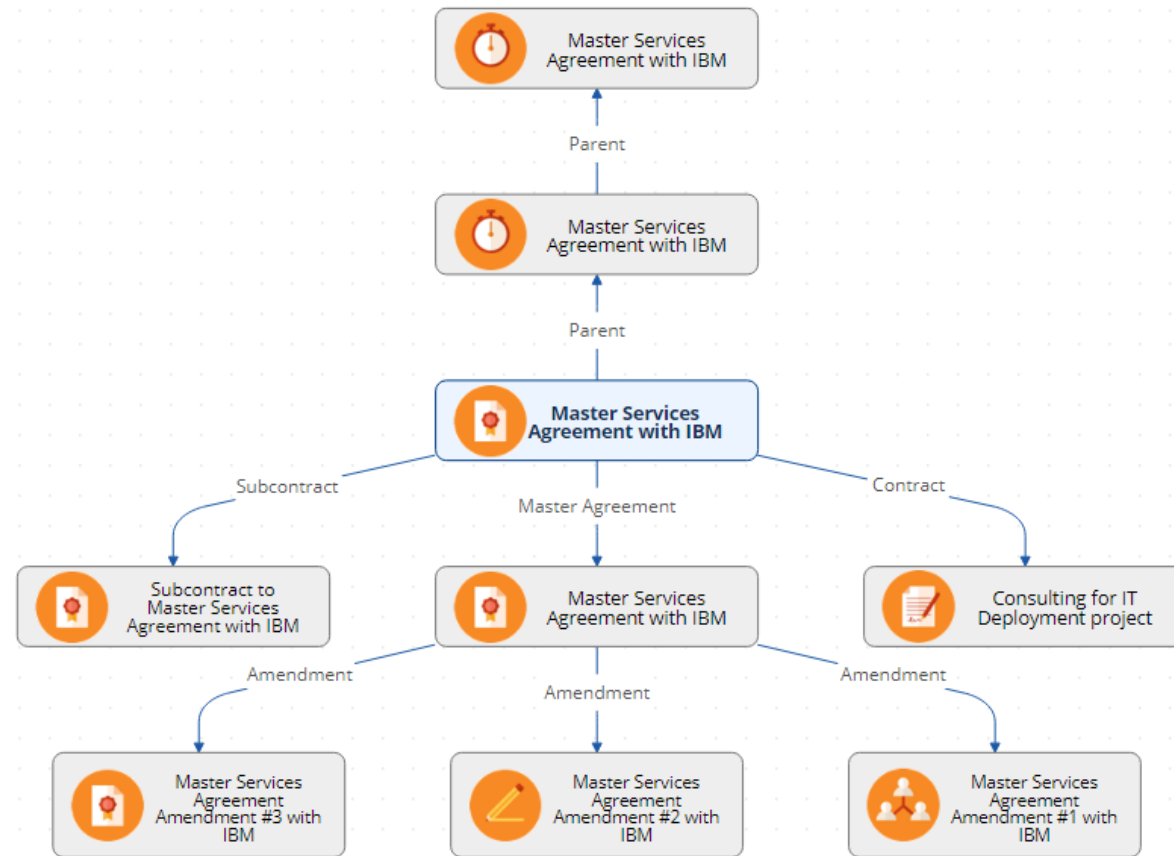 Master Services
Agreement with IBM
Parent
Master Services
Agreement with IBM
Parent
Master Services
Agreement with IBM
Subcontract
Master Agreement
Contract
Subcontract to
Master Services
Agreement with IBM
Master Services
Agreement with IBM
Consulting for IT
Deployment project
Amendment
Amendment
Amendment
Master Services
Agreement
Amendment #3 with
IBM
Master Services
Agreement
Amendment #2 with
IBM
Master Services
Agreement
Amendment #1 with
IBM